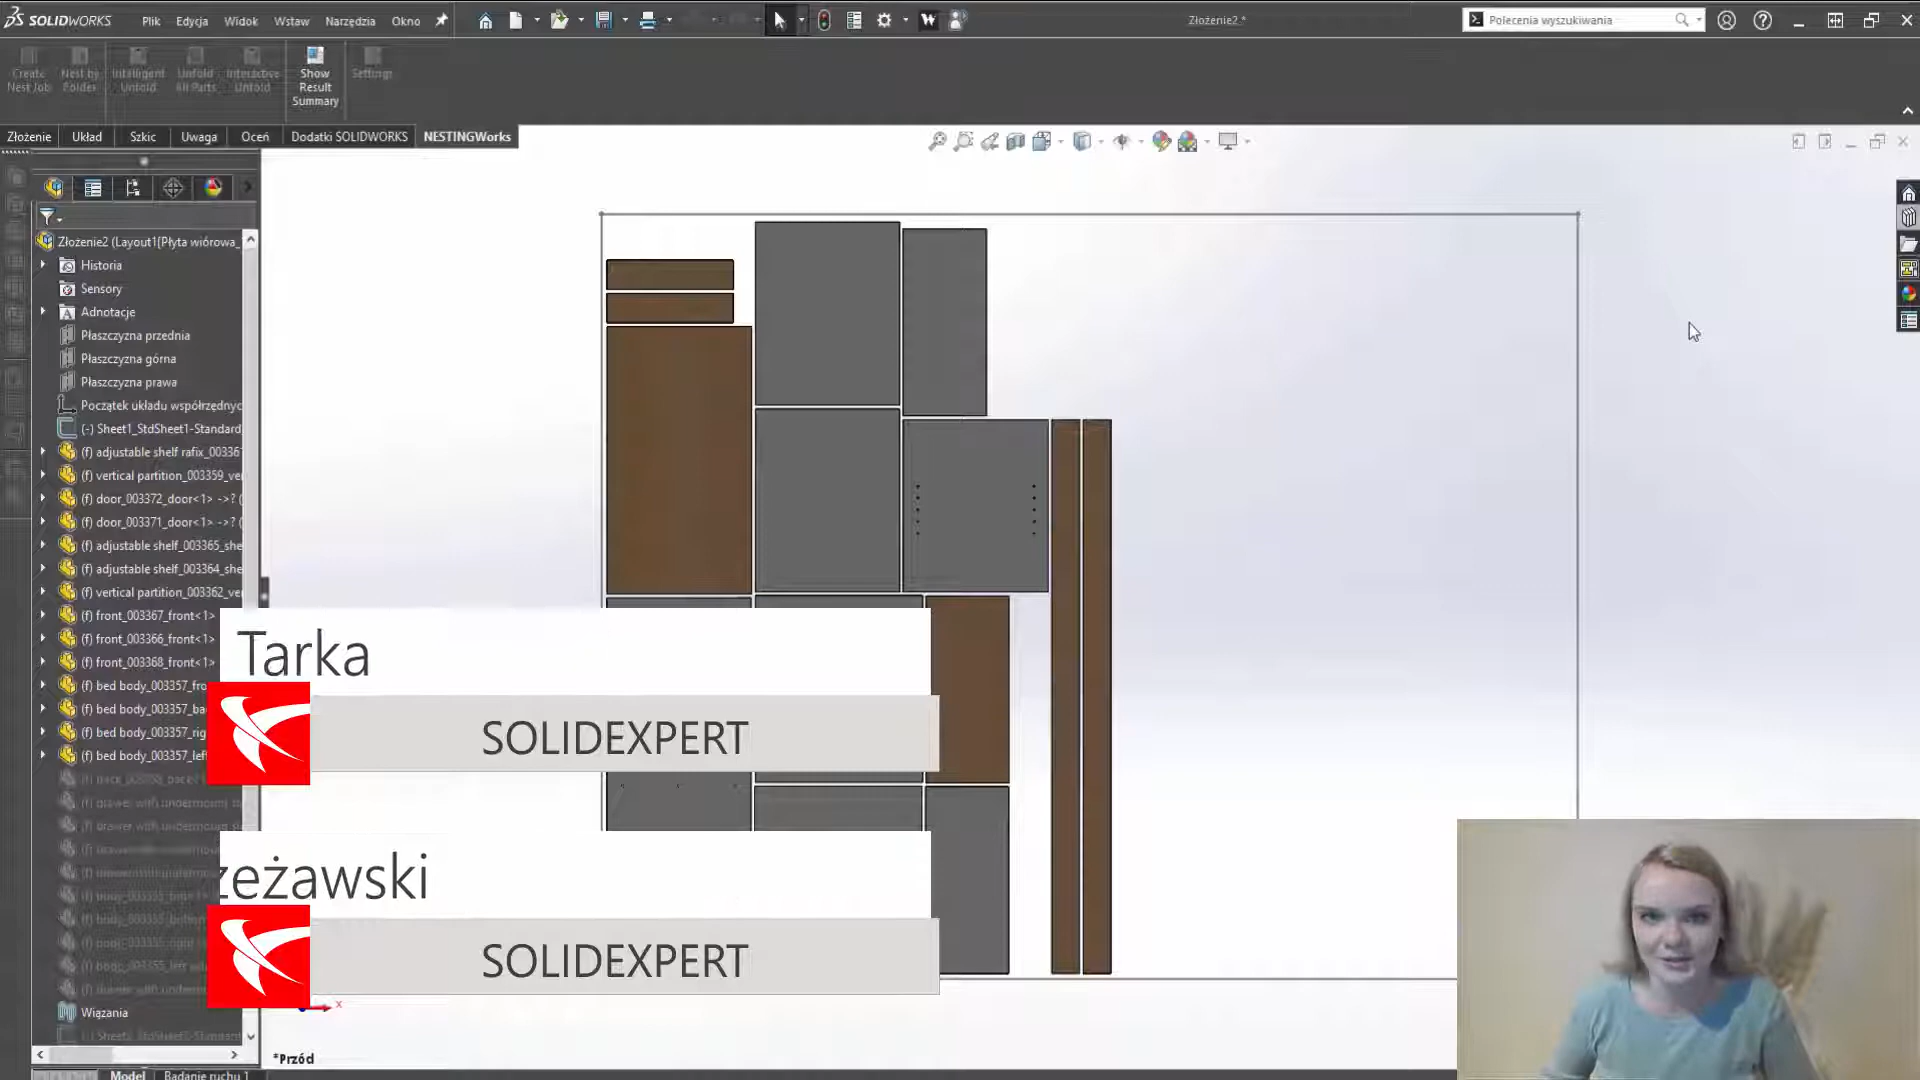 SOLIDWORKS
Plik
Edycja
Widok
Wstaw
Narzędzia
Okno
Złożenie2.*
Polecenia wyszukiwania
Create Nest Job
Nest by Folder
Intelligent Unfold
Unfold All Parts
Interactive Unfold
Show Result Summary
Settings
Złożenie
Układ
Szkic
Uwaga
Oceń
Dodatki SOLIDWORKS
NESTINGWorks
Złożenie2 (Layout1[Płyta wiórowa_
Historia
Sensory
Adnotacje
Płaszczyzna przednia
Płaszczyzna górna
Płaszczyzna prawa
Początek układu współrzędnyc
(-) Sheet1_StdSheet1-Standard
(f) adjustable shelf rafix_00336
(f) vertical partition_003359_ve
(f) door_003372_door<1> ->? (
(f) door_003371_door<1> ->? (
(f) adjustable shelf_003365_she
(f) adjustable shelf_003364_she
(f) vertical partition_003362_ve
(f) front_003367_front<1>
(f) front_003366_front<1>
(f) front_003368_front<1>
(f) bed body_003357_fro
(f) bed body_003357_ba
(f) bed body_003357_rig
(f) bed body_003357_left
Wiązania
Tarka
SOLIDEXPERT
zeżawski
SOLIDEXPERT
x
*Przód
Model
Badanie ruchu 1